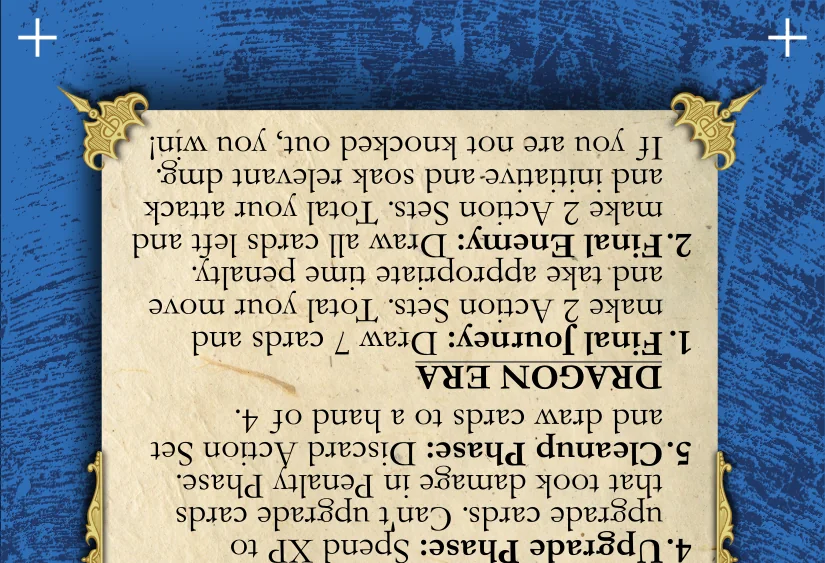 4. Upgrade Phase: Spend XP to
upgrade cards. Can't upgrade cards
that took damage in Penalty Phase.
5. Cleanup Phase: Discard Action Set
and draw cards to a hand of 4.
DRAGON ERA
1. Final Journey: Draw 7 cards and
make 2 Action Sets. Total your move
and take appropriate time penalty.
2. Final Enemy: Draw all cards left and
make 2 Action Sets. Total your attack
and initiative and soak relevant dmg.
If you are not knocked out, you win!